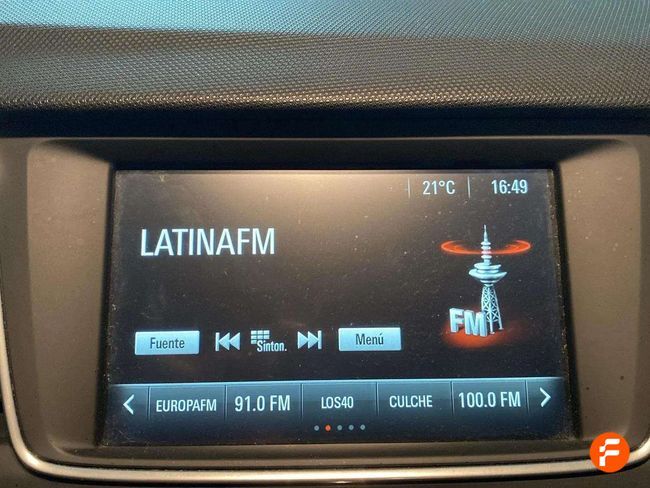 21°C 16:49
LATINAFM
FM
Fuente Sinton. Menú
EUROPAFM 91.0 FM LOS40 CULCHE 100.0 FM